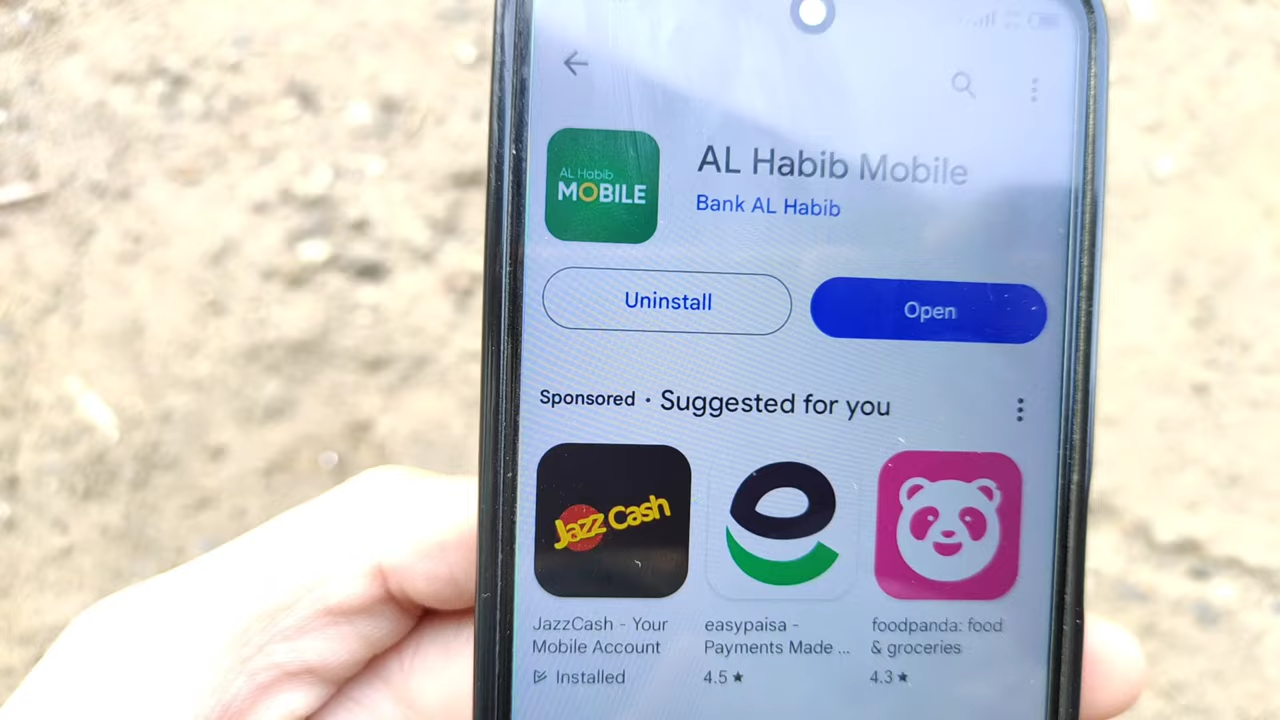 AL Habib
MOBILE
AL Habib Mobile
Bank AL Habib
Uninstall
Open
Sponsored · Suggested for you
Jazz Cash
JazzCash - Your
Mobile Account
Installed
easypaisa -
Payments Made ...
4.5 ★
foodpanda: food
& groceries
4.3 ★